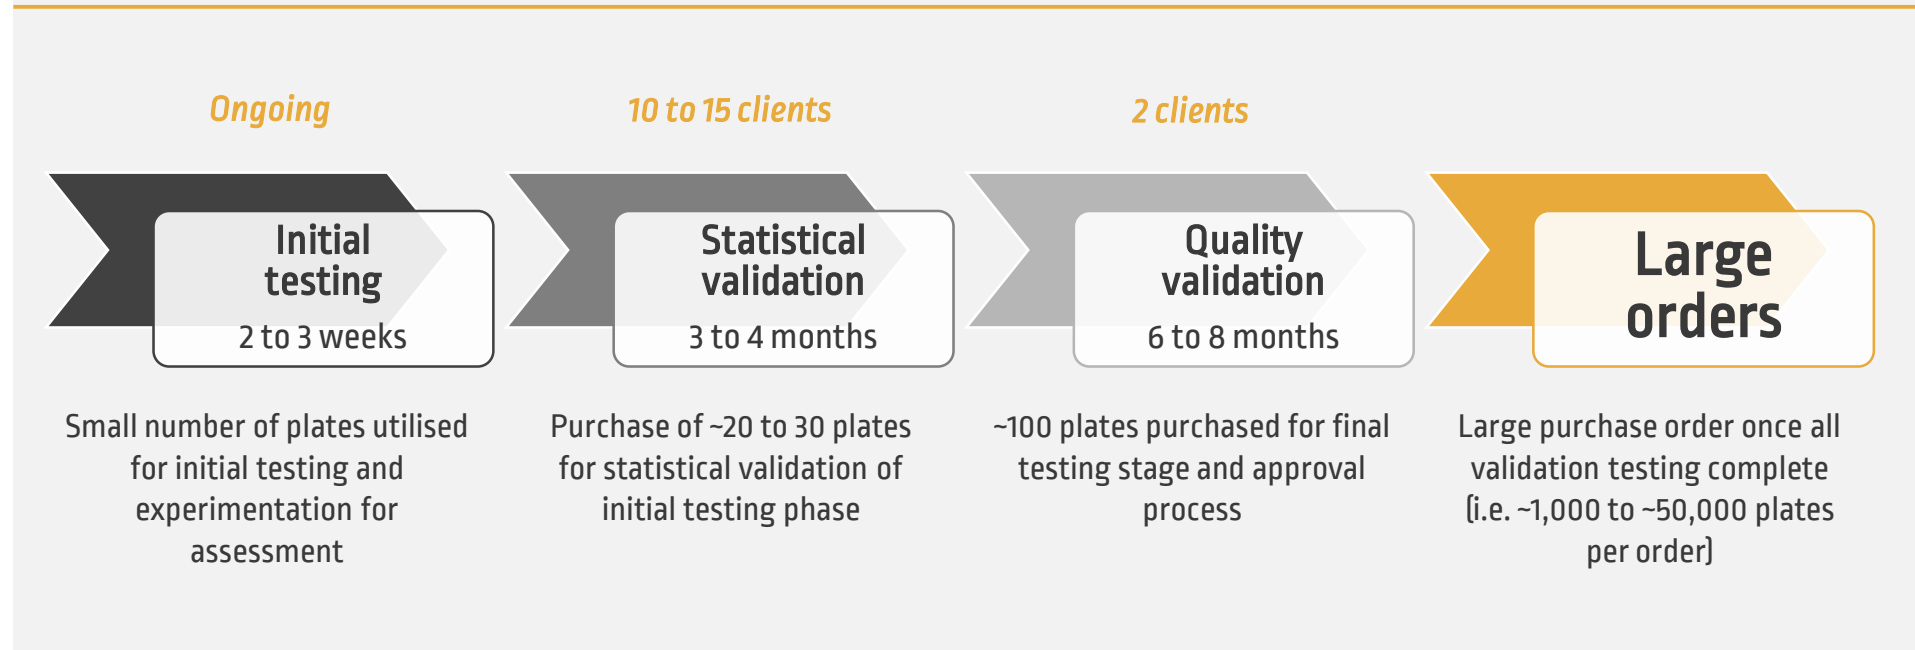 Ongoing
10 to 15 clients
2 clients
Initial
testing
2 to 3 weeks
Statistical
validation
3 to 4 months
Quality
validation
6 to 8 months
Large
orders
Small number of plates utilised
for initial testing and
experimentation for
assessment
Purchase of ~20 to 30 plates
for statistical validation of
initial testing phase
~100 plates purchased for final
testing stage and approval
process
Large purchase order once all
validation testing complete
(i.e. ~1,000 to ~50,000 plates
per order)